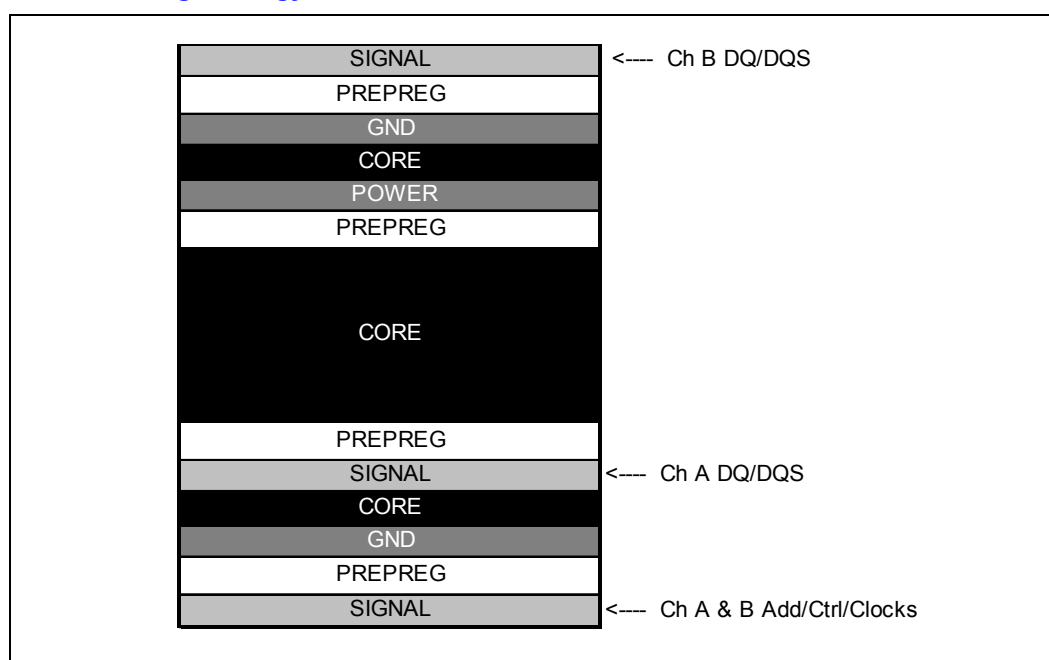 SIGNAL <---- Ch B DQ/DQS
PREPREG
GND
CORE
POWER
PREPREG
CORE
PREPREG
SIGNAL <---- Ch A DQ/DQS
CORE
GND
PREPREG
SIGNAL <---- Ch A & B Add/Ctrl/Clocks